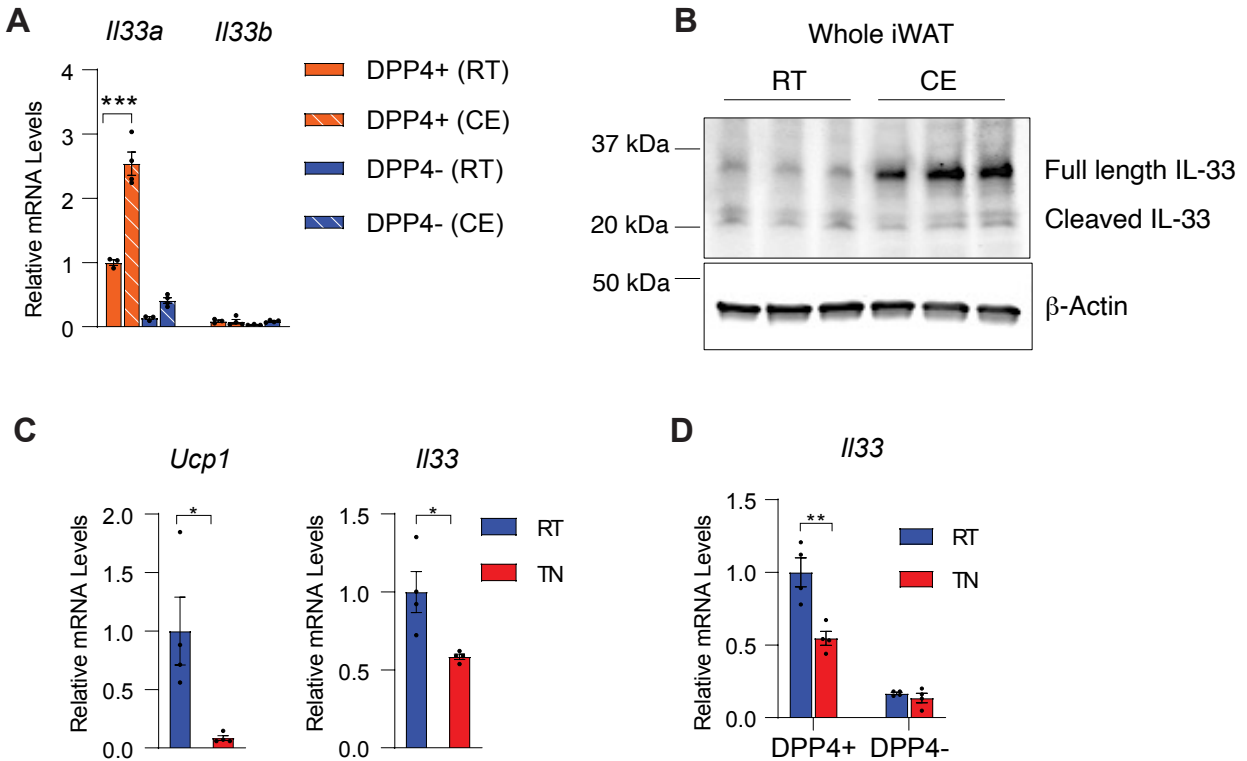 A
Il33a
Il33b
Relative mRNA Levels
4
3
2
1
0
***
DPP4+ (RT)
DPP4+ (CE)
DPP4- (RT)
DPP4- (CE)
B
Whole iWAT
RT
CE
37 kDa
20 kDa
50 kDa
Full length IL-33
Cleaved IL-33
β-Actin
C
Ucp1
Relative mRNA Levels
2.0
1.5
1.0
0.5
0.0
*
Il33
Relative mRNA Levels
1.5
1.0
0.5
0.0
*
RT
TN
D
Il33
Relative mRNA Levels
1.5
1.0
0.5
0.0
**
RT
TN
DPP4+ DPP4-